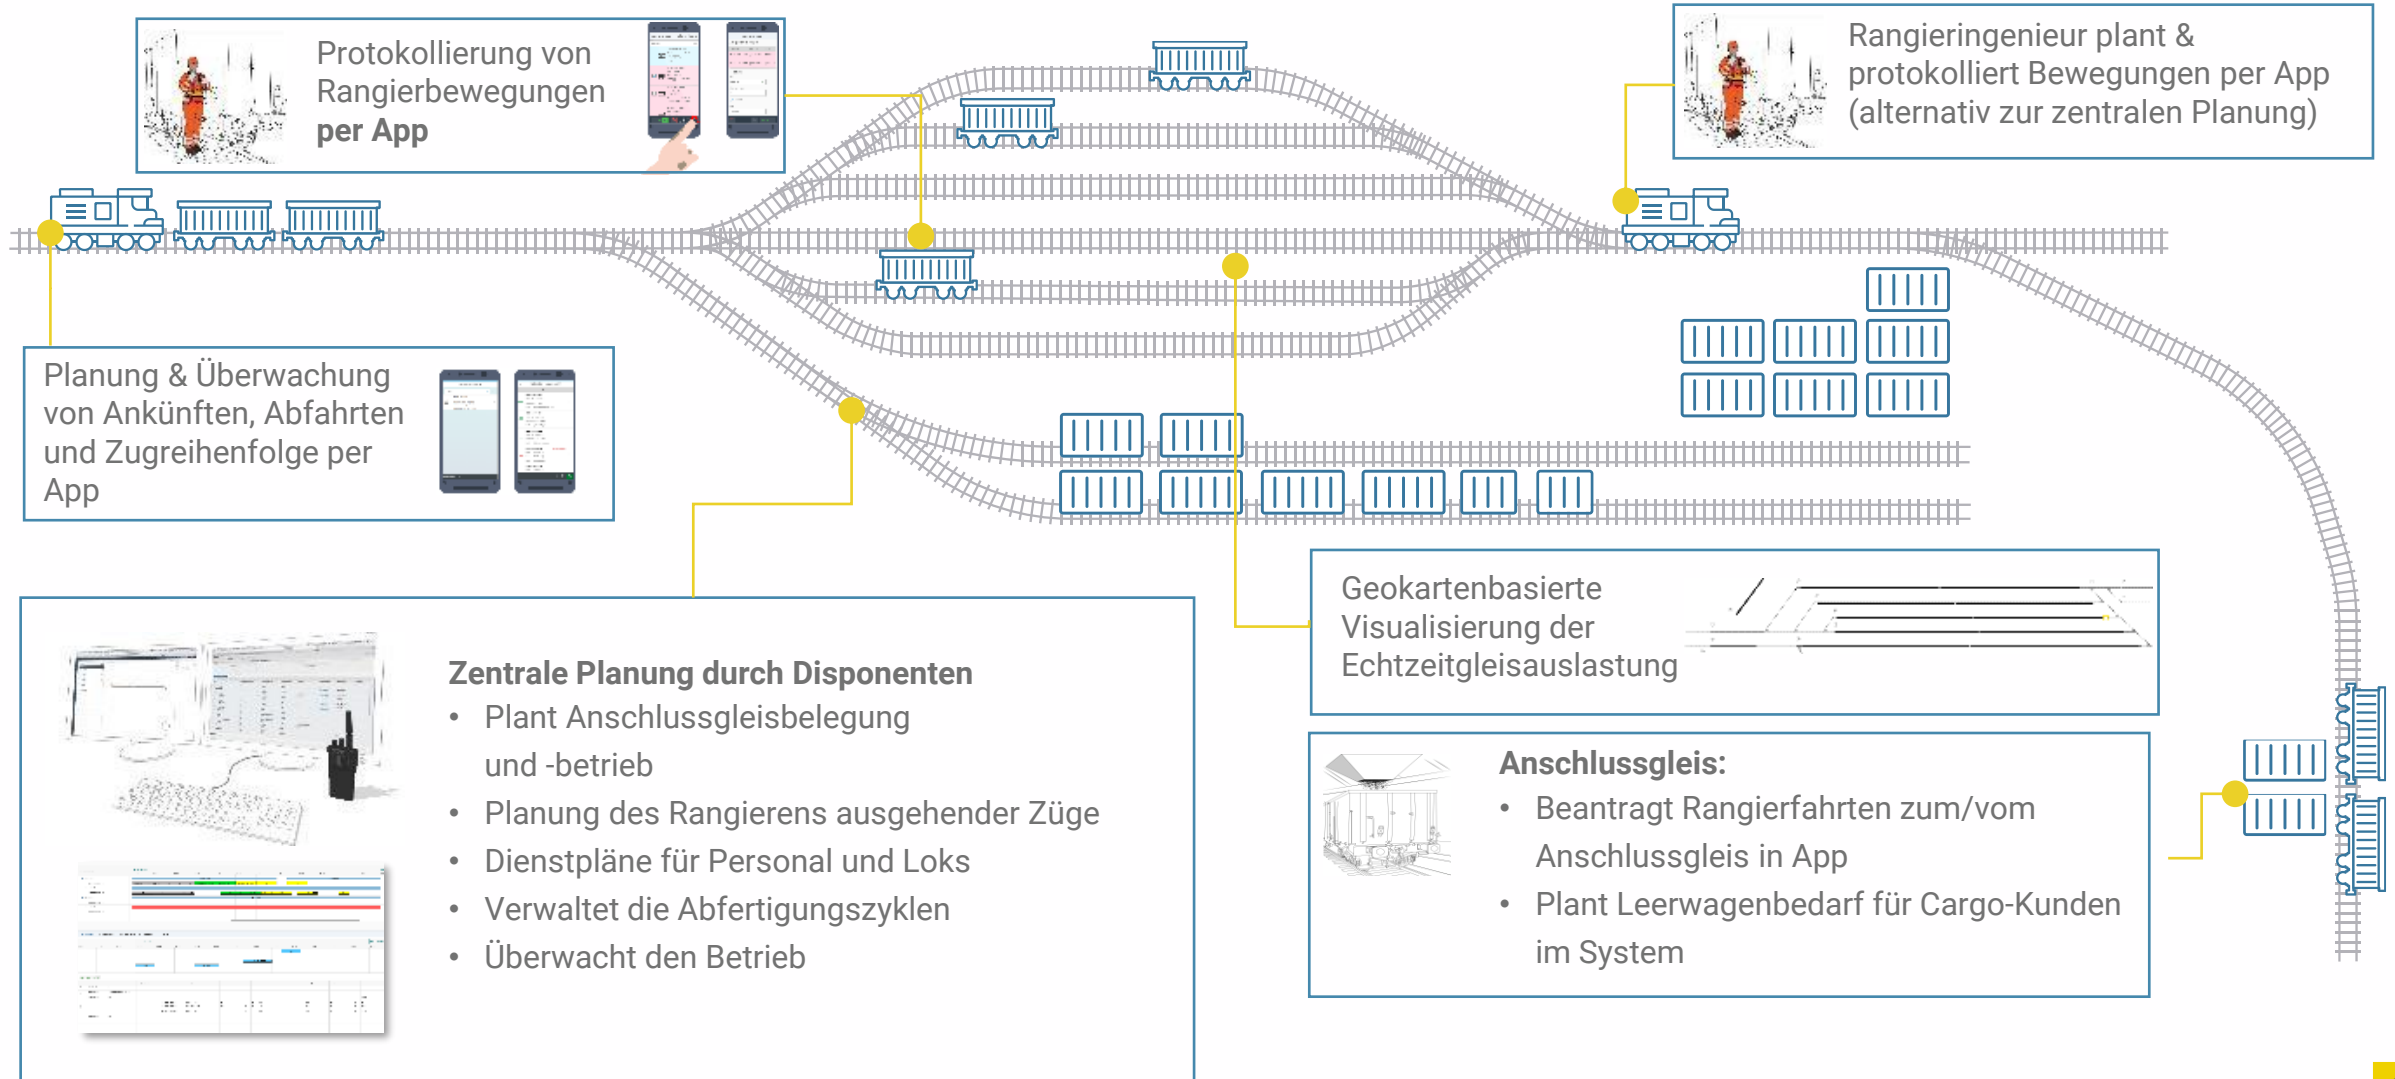 Protokollierung von
Rangierbewegungen
per App
Rangieringenieur plant &
protokolliert Bewegungen per App
(alternativ zur zentralen Planung)
Planung & Überwachung
von Ankünften, Abfahrten
und Zugreihenfolge per
App
Zentrale Planung durch Disponenten
• Plant Anschlussgleisbelegung
und -betrieb
• Planung des Rangierens ausgehender Züge
• Dienstpläne für Personal und Loks
• Verwaltet die Abfertigungszyklen
• Überwacht den Betrieb
Geokartenbasierte
Visualisierung der
Echtzeitgleisauslastung
Anschlussgleis:
• Beantragt Rangierfahrten zum/vom
Anschlussgleis in App
• Plant Leerwagenbedarf für Cargo-Kunden
im System